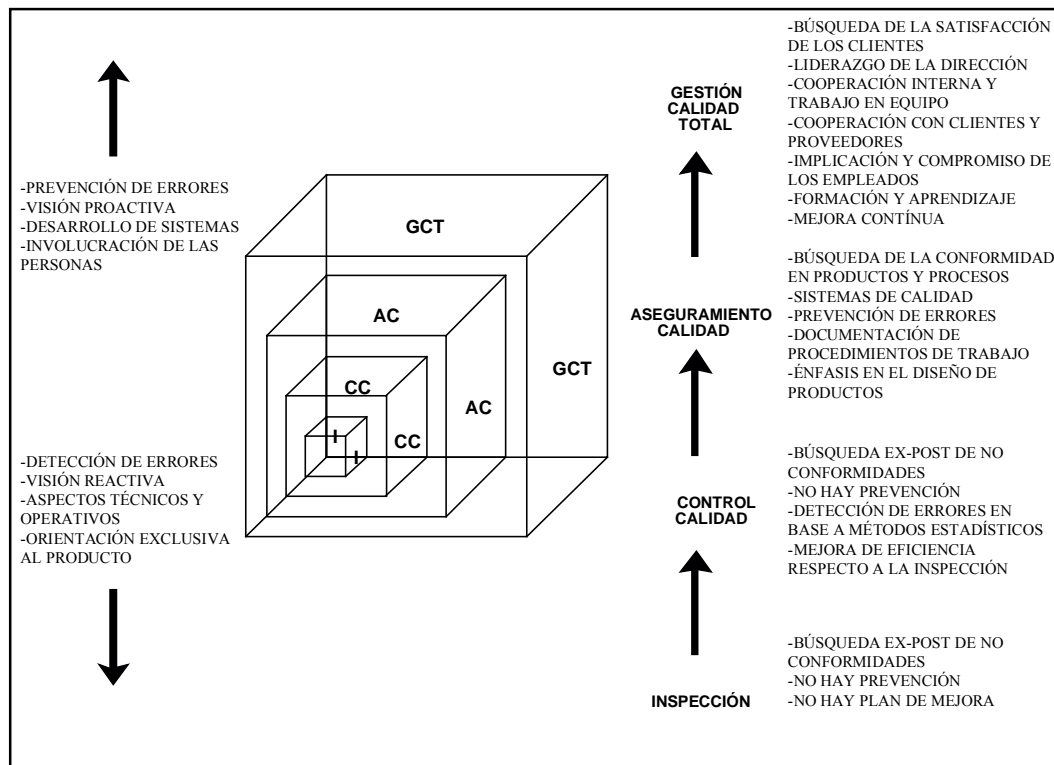 -PREVENCIÓN DE ERRORES
-VISIÓN PROACTIVA
-DESARROLLO DE SISTEMAS
-INVOLUCRACIÓN DE LAS
PERSONAS
-DETECCIÓN DE ERRORES
-VISIÓN REACTIVA
-ASPECTOS TÉCNICOS Y
OPERATIVOS
-ORIENTACIÓN EXCLUSIVA
AL PRODUCTO
GCT
GCT
AC
AC
CC
CC
I
I
GESTIÓN
CALIDAD
TOTAL
-BÚSQUEDA DE LA SATISFACCIÓN
DE LOS CLIENTES
-LIDERAZGO DE LA DIRECCIÓN
-COOPERACIÓN INTERNA Y
TRABAJO EN EQUIPO
-COOPERACIÓN CON CLIENTES Y
PROVEEDORES
-IMPLICACIÓN Y COMPROMISO DE
LOS EMPLEADOS
-FORMACIÓN Y APRENDIZAJE
-MEJORA CONTÍNUA
ASEGURAMIENTO
CALIDAD
-BÚSQUEDA DE LA CONFORMIDAD
EN PRODUCTOS Y PROCESOS
-SISTEMAS DE CALIDAD
-PREVENCIÓN DE ERRORES
-DOCUMENTACIÓN DE
PROCEDIMIENTOS DE TRABAJO
-ÉNFASIS EN EL DISEÑO DE
PRODUCTOS
CONTROL
CALIDAD
-BÚSQUEDA EX-POST DE NO
CONFORMIDADES
-NO HAY PREVENCIÓN
-DETECCIÓN DE ERRORES EN
BASE A MÉTODOS ESTADÍSTICOS
-MEJORA DE EFICIENCIA
RESPECTO A LA INSPECCIÓN
INSPECCIÓN
-BÚSQUEDA EX-POST DE NO
CONFORMIDADES
-NO HAY PREVENCIÓN
-NO HAY PLAN DE MEJORA